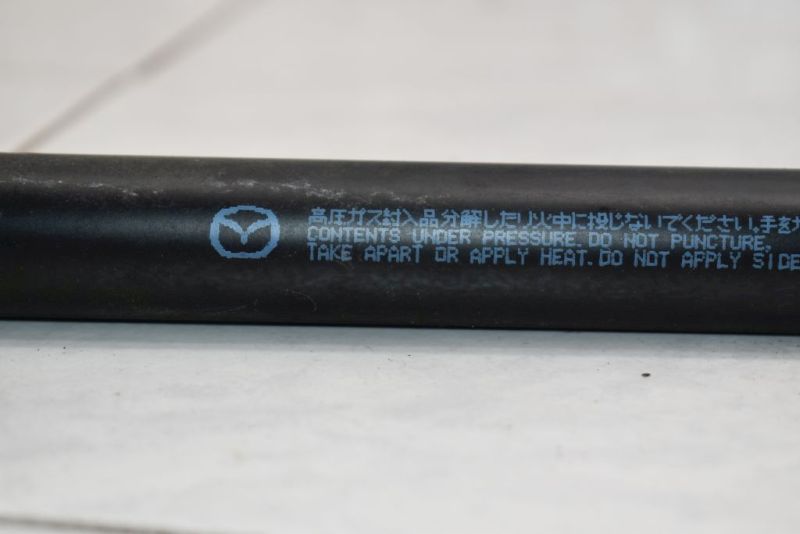 高圧ガス封入品分解したり火中に投じないでください。手を
CONTENTS UNDER PRESSURE. DO NOT PUNCTURE,
TAKE APART OR APPLY HEAT. DO NOT APPLY SIDE